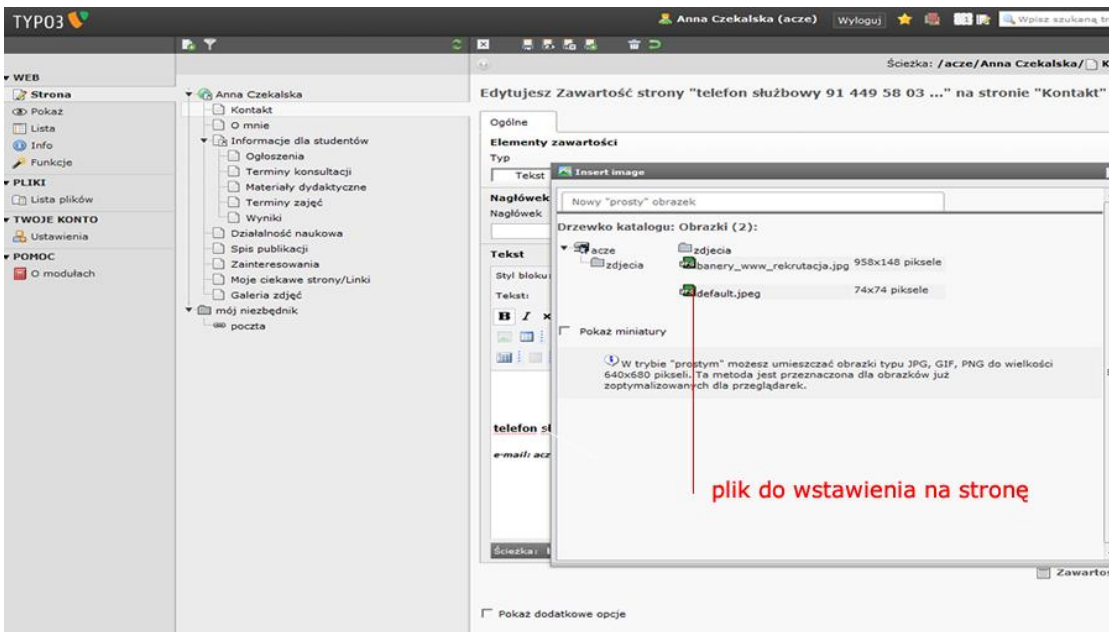 TYPO3
Anna Czekalska (acze)
Wyloguj
Wpisz szukaną
Ścieżka: /acze/Anna Czekalska/
WEB
Strona
Pokaż
Lista
Info
Funkcje
PLIKI
Lista plików
TWOJE KONTO
Ustawienia
POMOC
O modułach
Anna Czekalska
Kontakt
O mnie
Informacje dla studentów
Ogłoszenia
Terminy konsultacji
Materiały dydaktyczne
Terminy zajęć
Wyniki
Działalność naukowa
Spis publikacji
Zainteresowania
Moje ciekawe strony/Linki
Galeria zdjęć
mój niezbędnik
poczta
Edytujesz Zawartość strony "telefon służbowy 91 449 58 03 ..." na stronie "Kontakt"
Ogólne
Elementy zawartości
Typ
Tekst
Nagłówek
Nagłówek
Tekst
Styl bloku
Tekst:
B I
telefon
e-mail:
Ścieżka:
Insert image
Nowy "prosty" obrazek
Drzewko katalogu: Obrazki (2):
acze
zdjecia
zdjecia
banery_www_rekrutacja.jpg 958x148 piksele
default.jpeg 74x74 piksele
Pokaż miniatury
W trybie "prostym" możesz umieszczać obrazki typu JPG, GIF, PNG do wielkości
640x680 pikseli. Ta metoda jest przeznaczona dla obrazków już
zoptymalizowanych dla przeglądarek.
plik do wstawienia na stronę
Pokaż dodatkowe opcje